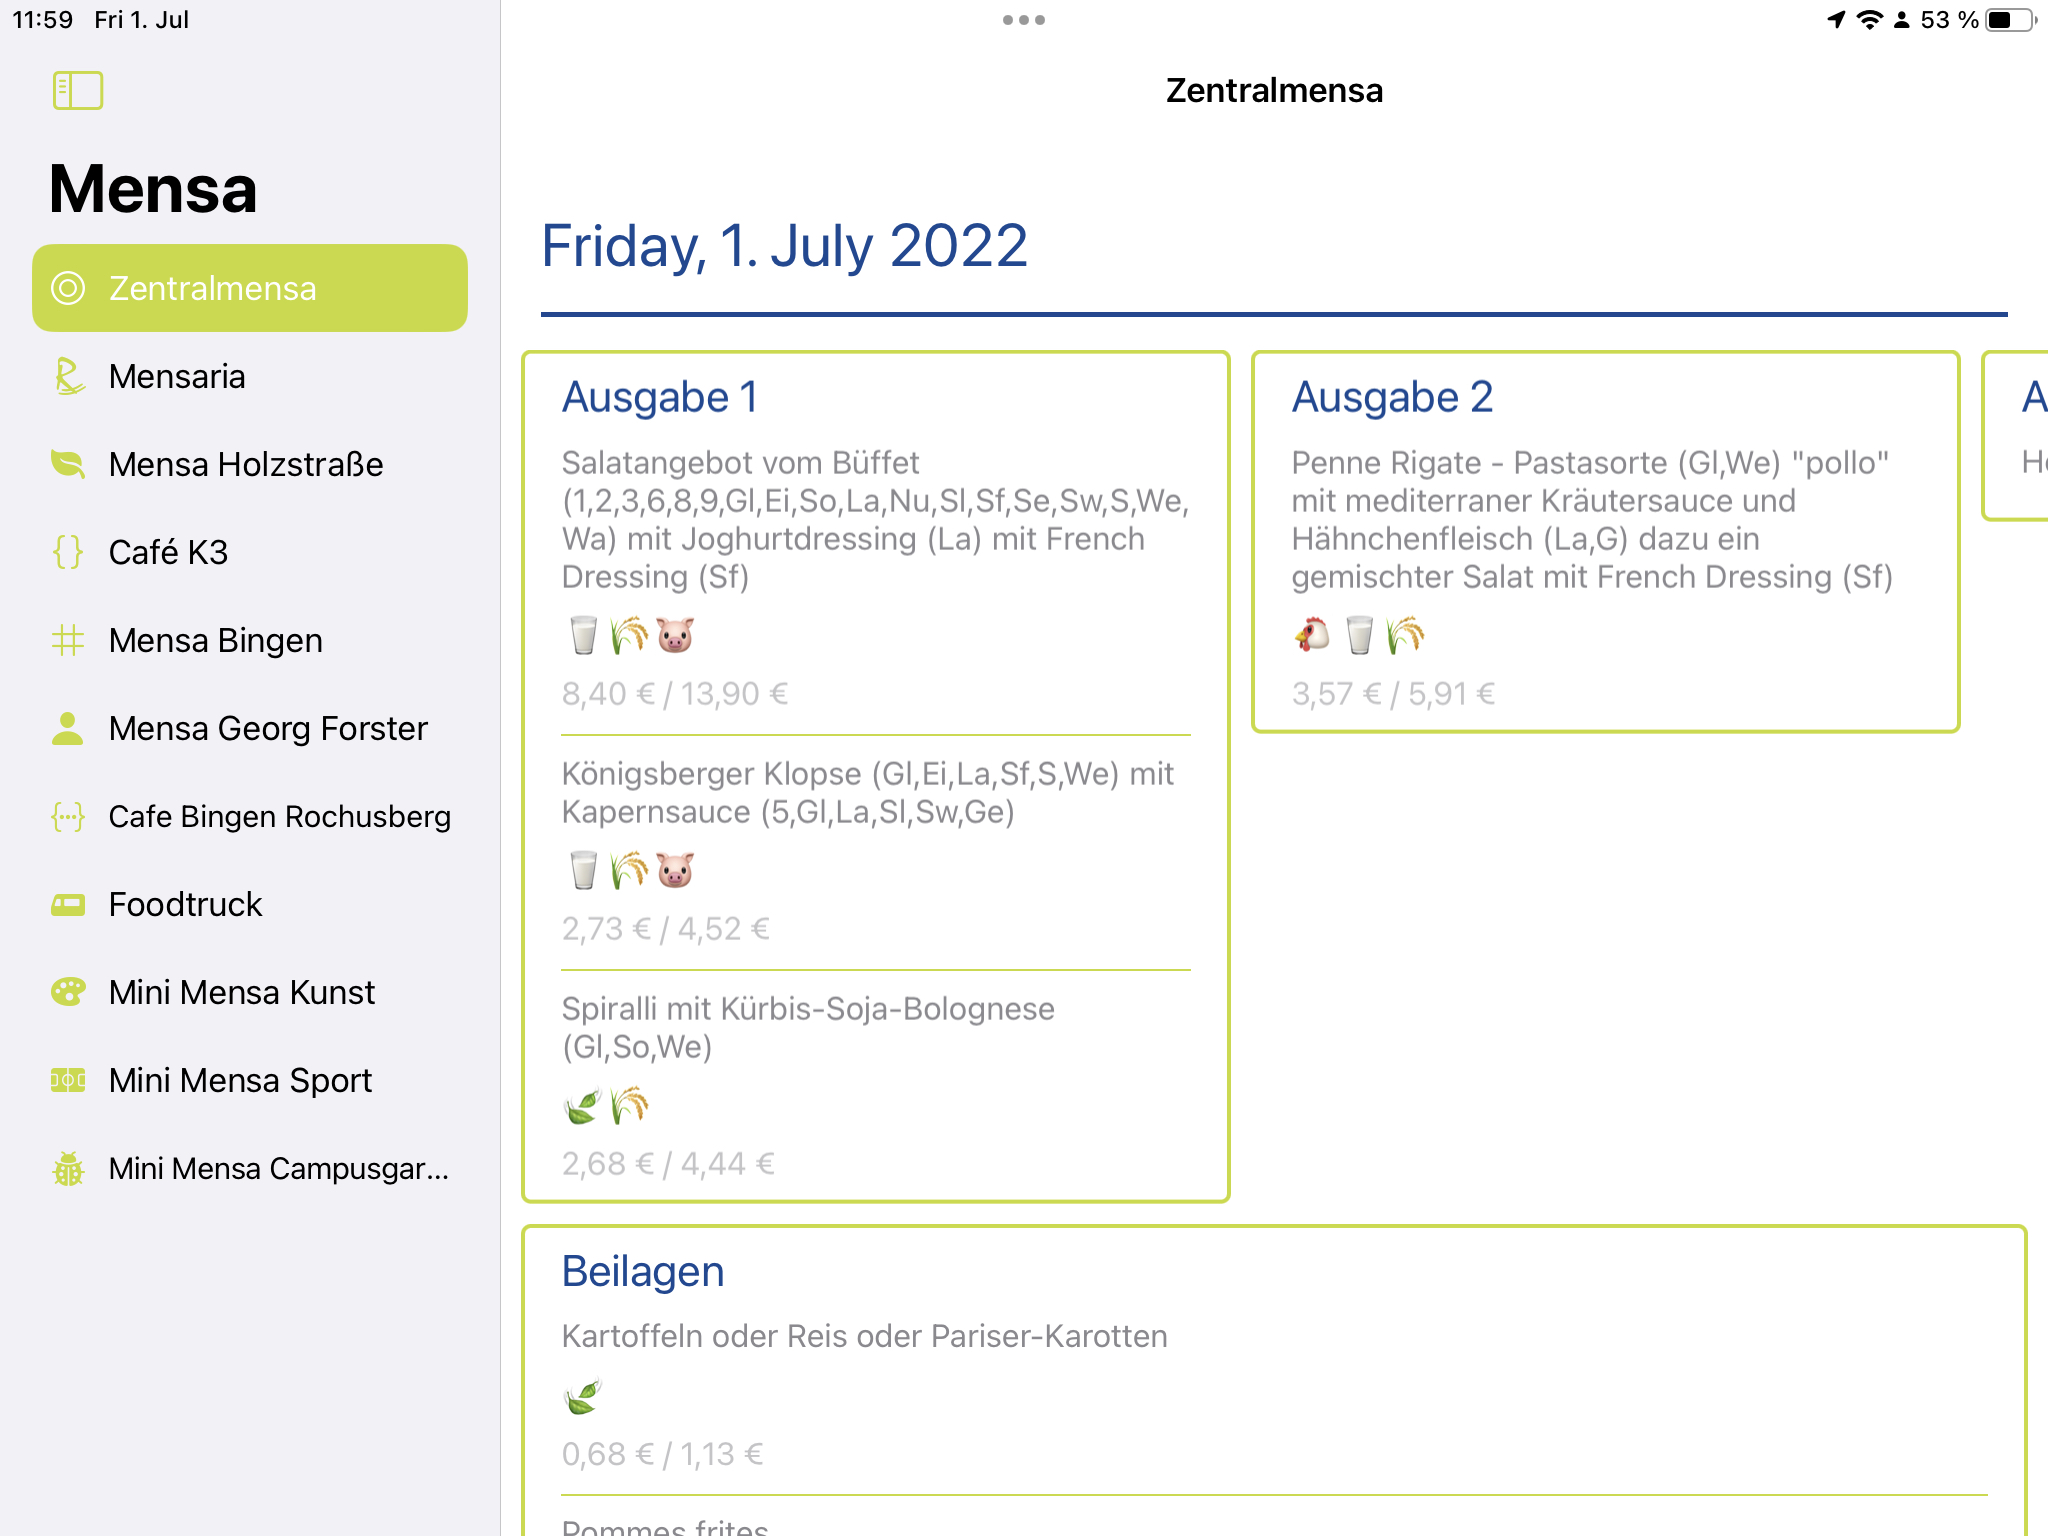 11:59 Fri 1. Jul
53 %
Mensa
Zentralmensa
Mensaria
Mensa Holzstraße
Café K3
Mensa Bingen
Mensa Georg Forster
Cafe Bingen Rochusberg
Foodtruck
Mini Mensa Kunst
Mini Mensa Sport
Mini Mensa Campusgar...
Zentralmensa
Friday, 1. July 2022
Ausgabe 1
Salatangebot vom Büffet
(1,2,3,6,8,9,Gl,Ei,So,La,Nu,Sl,Sf,Se,Sw,S,We,
Wa) mit Joghurtdressing (La) mit French
Dressing (Sf)
8,40 € / 13,90 €
Königsberger Klopse (Gl,Ei,La,Sf,S,We) mit
Kapernsauce (5,Gl,La,Sl,Sw,Ge)
2,73 € / 4,52 €
Spiralli mit Kürbis-Soja-Bolognese
(Gl,So,We)
2,68 € / 4,44 €
Ausgabe 2
Penne Rigate - Pastasorte (Gl,We) "pollo"
mit mediterraner Kräutersauce und
Hähnchenfleisch (La,G) dazu ein
gemischter Salat mit French Dressing (Sf)
3,57 € / 5,91 €
Beilagen
Kartoffeln oder Reis oder Pariser-Karotten
0,68 € / 1,13 €
Pommes frites